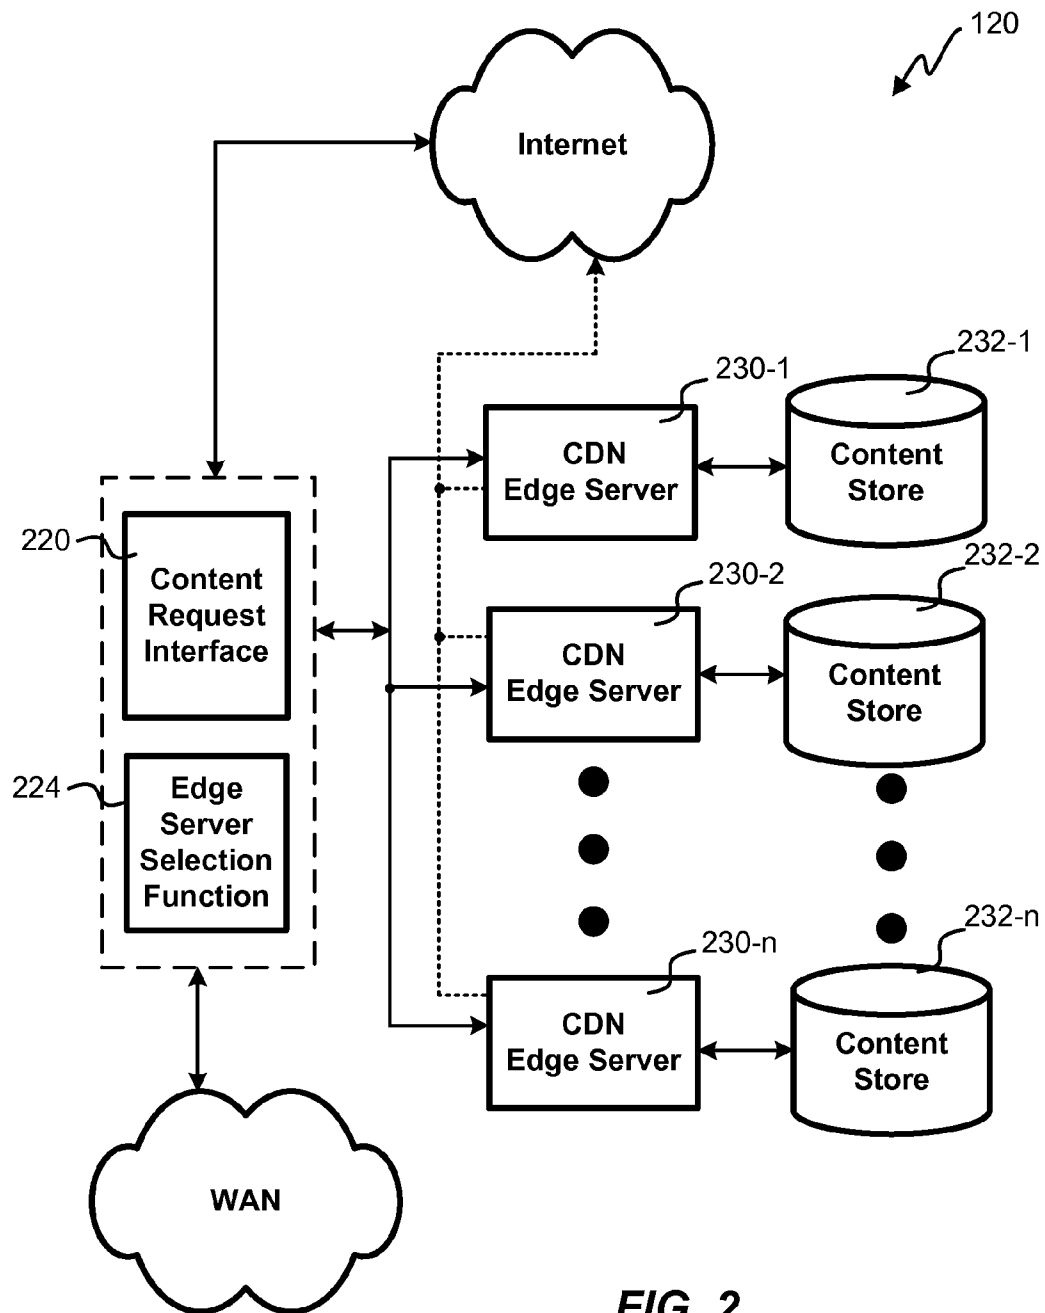 120
Internet
232-1
230-1
CDN
Edge Server
Content
Store
220
Content
Request
Interface
230-2
232-2
CDN
Edge Server
Content
Store
224
Edge
Server
Selection
Function
230-n
232-n
CDN
Edge Server
Content
Store
WAN
FIG. 2